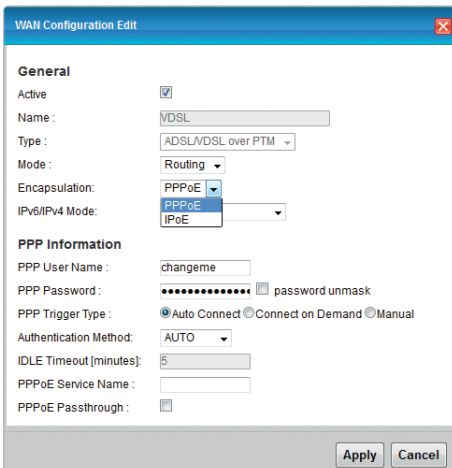 WAN Configuration Edit
General
Active
Name : VDSL
Type : ADSL/VDSL over PTM
Mode : Routing
Encapsulation: PPPoE
PPPoE
IPoE
IPv6/IPv4 Mode:
PPP Information
PPP User Name : changeme
PPP Password : ●●●●●●●●●●●●●● password unmask
PPP Trigger Type : Auto Connect Connect on Demand Manual
Authentication Method: AUTO
IDLE Timeout [minutes]: 5
PPPoE Service Name :
PPPoE Passthrough :
Apply Cancel